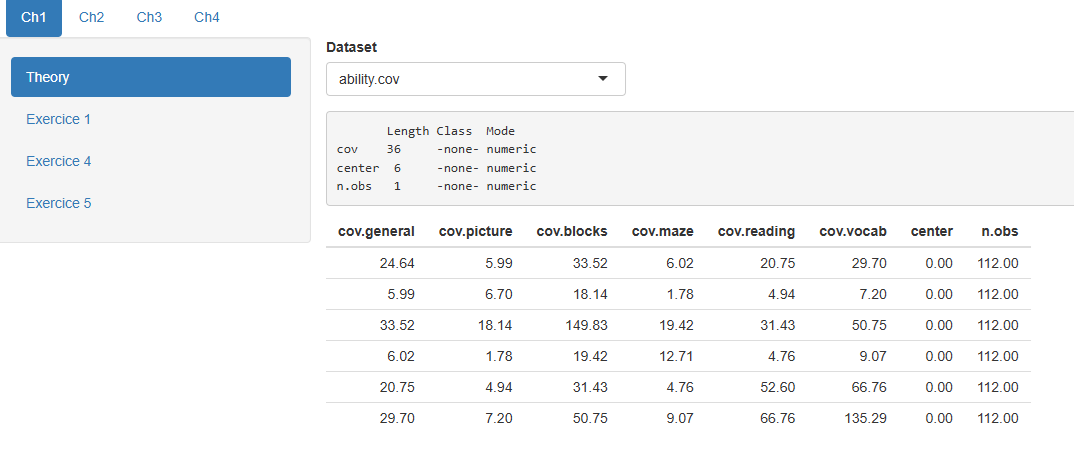 Ch1 Ch2 Ch3 Ch4
Theory
Exercice 1
Exercice 4
Exercice 5
Dataset
ability.cov
Length Class Mode
cov 36 -none- numeric
center 6 -none- numeric
n.obs 1 -none- numeric
cov.general cov.picture cov.blocks cov.maze cov.reading cov.vocab center n.obs
24.64 5.99 33.52 6.02 20.75 29.70 0.00 112.00
5.99 6.70 18.14 1.78 4.94 7.20 0.00 112.00
33.52 18.14 149.83 19.42 31.43 50.75 0.00 112.00
6.02 1.78 19.42 12.71 4.76 9.07 0.00 112.00
20.75 4.94 31.43 4.76 52.60 66.76 0.00 112.00
29.70 7.20 50.75 9.07 66.76 135.29 0.00 112.00